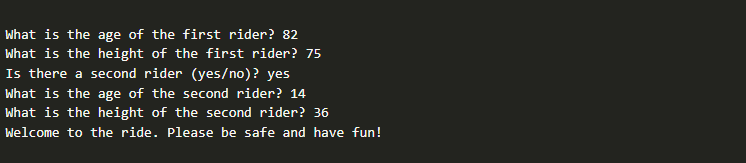 What is the age of the first rider? 82
What is the height of the first rider? 75
Is there a second rider (yes/no)? yes
What is the age of the second rider? 14
What is the height of the second rider? 36
Welcome to the ride. Please be safe and have fun!